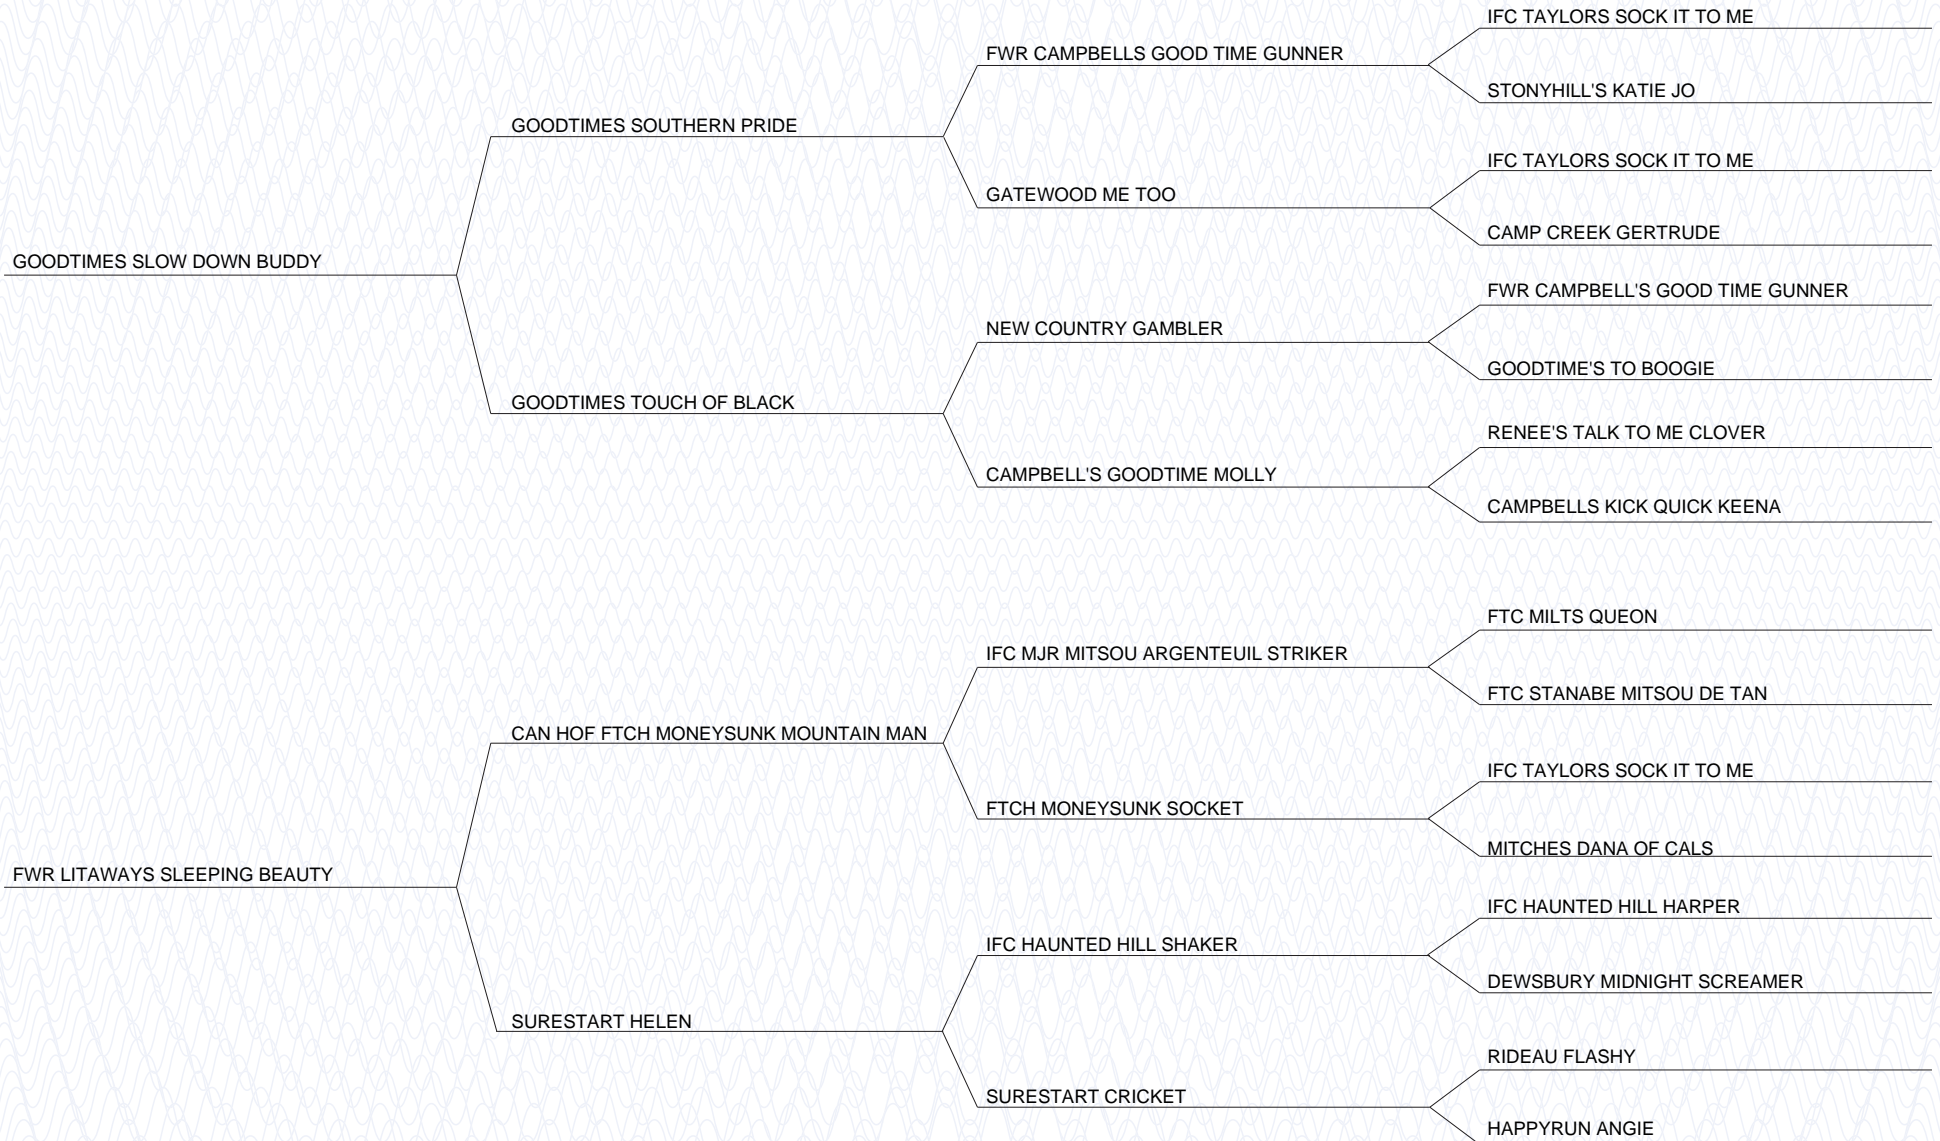 IFC TAYLORS SOCK IT TO ME
FWR CAMPBELLS GOOD TIME GUNNER
STONYHILL'S KATIE JO
GOODTIMES SOUTHERN PRIDE
IFC TAYLORS SOCK IT TO ME
GATEWOOD ME TOO
CAMP CREEK GERTRUDE
GOODTIMES SLOW DOWN BUDDY
FWR CAMPBELL'S GOOD TIME GUNNER
NEW COUNTRY GAMBLER
GOODTIME'S TO BOOGIE
GOODTIMES TOUCH OF BLACK
RENEE'S TALK TO ME CLOVER
CAMPBELL'S GOODTIME MOLLY
CAMPBELLS KICK QUICK KEENA
FTC MILTS QUEON
IFC MJR MITSOU ARGENTEUIL STRIKER
FTC STANABE MITSOU DE TAN
CAN HOF FTCH MONEYSUNK MOUNTAIN MAN
IFC TAYLORS SOCK IT TO ME
FTCH MONEYSUNK SOCKET
MITCHES DANA OF CALS
FWR LITAWAYS SLEEPING BEAUTY
IFC HAUNTED HILL HARPER
IFC HAUNTED HILL SHAKER
DEWSBURY MIDNIGHT SCREAMER
SURESTART HELEN
RIDEAU FLASHY
SURESTART CRICKET
HAPPYRUN ANGIE